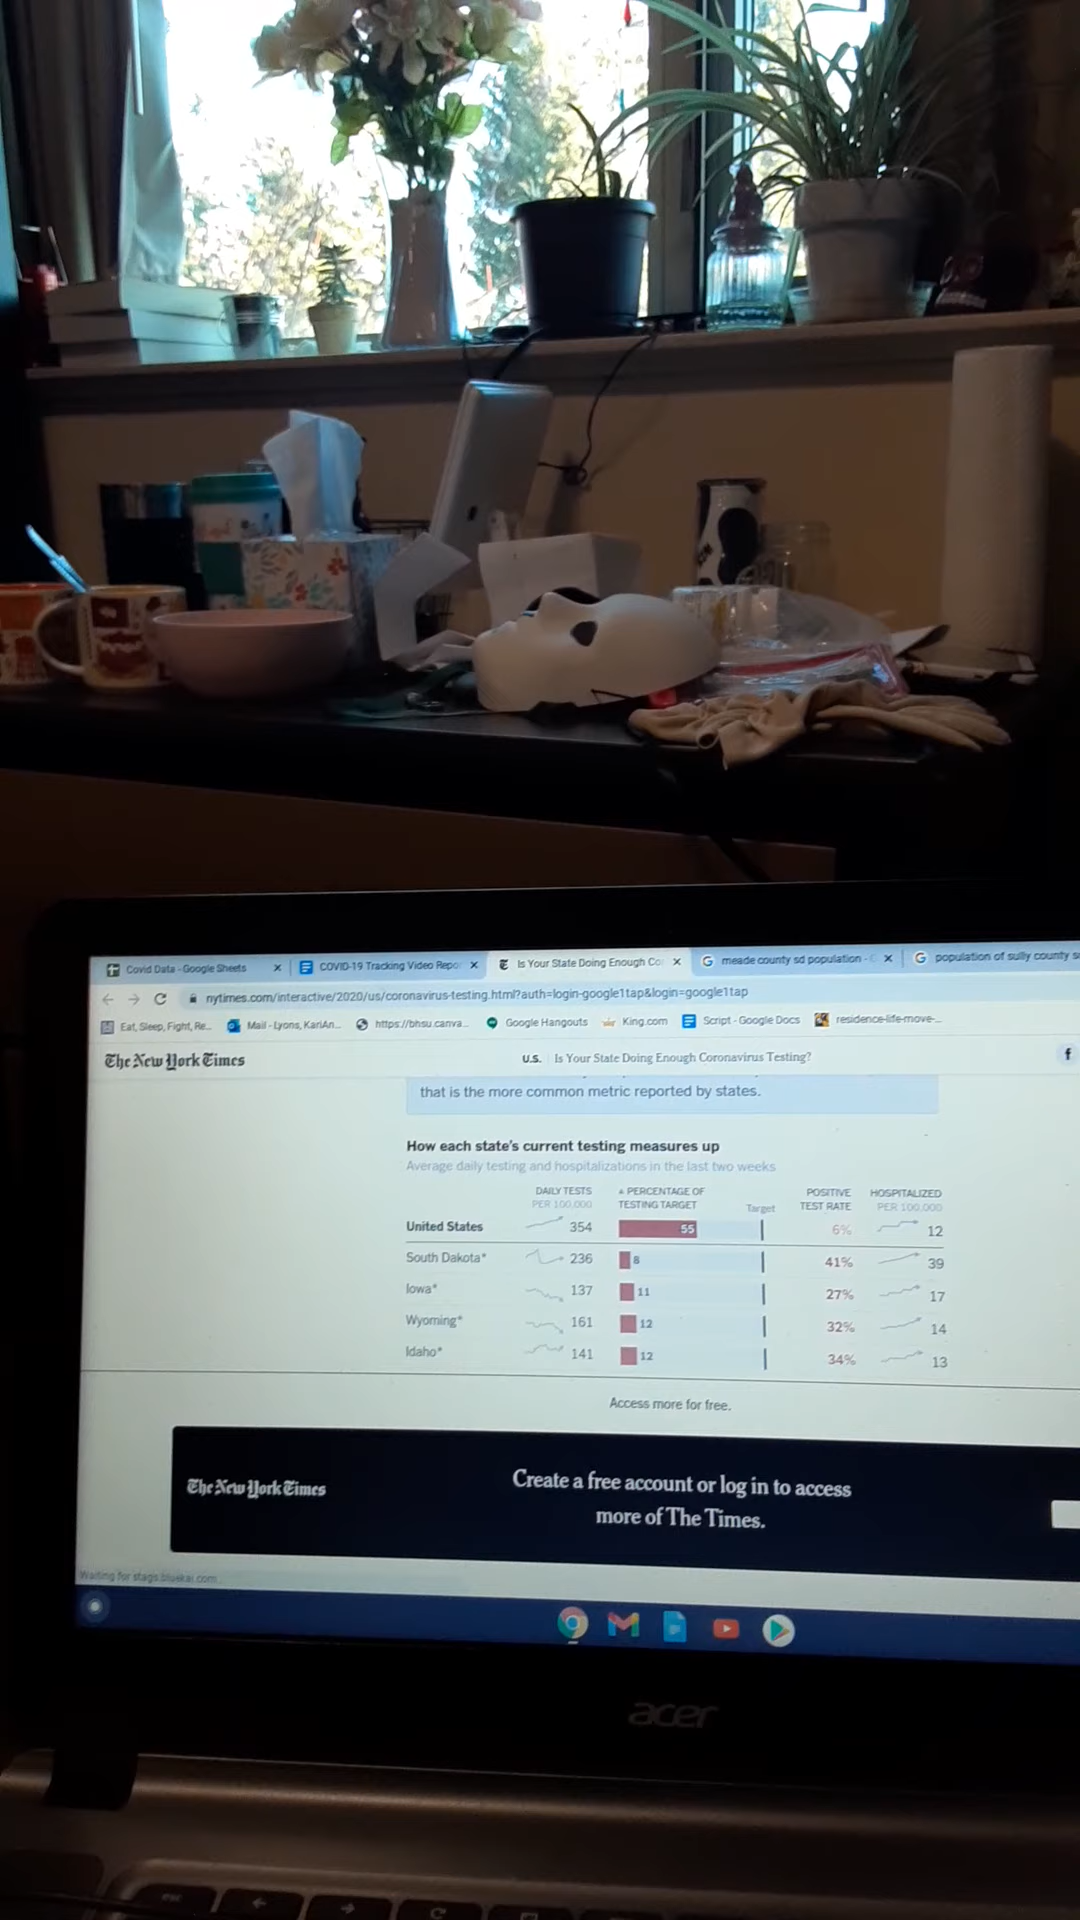 Covid Data - Google Sheets
COVID-19 Tracking Video Repo
Is Your State Doing Enough Co
meade county sd population - G
population of sully county s
nytimes.com/interactive/2020/us/coronavirus-testing.html?auth=login-google1tap&login=google1tap
Eat, Sleep, Fight, Re...
Mail - Lyons, KariAn...
https://bhsu.canva...
Google Hangouts
King.com
Script - Google Docs
residence-life-move-...
The New York Times
U.S. Is Your State Doing Enough Coronavirus Testing?
f
that is the more common metric reported by states.
How each state's current testing measures up
Average daily testing and hospitalizations in the last two weeks
DAILY TESTS PER 100,000
▲ PERCENTAGE OF TESTING TARGET
Target
POSITIVE TEST RATE
HOSPITALIZED PER 100,000
United States 354 55 6% 12
South Dakota* 236 8 41% 39
Iowa* 137 11 27% 17
Wyoming* 161 12 32% 14
Idaho* 141 12 34% 13
Access more for free.
The New York Times
Create a free account or log in to access
more of The Times.
Waiting for stags.bluekai.com...
acer
esc